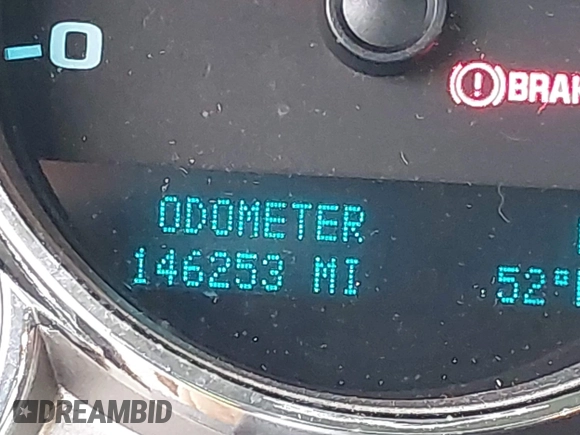 0
BRAK
ODOMETER
146253 MI
52°
DREAMBID